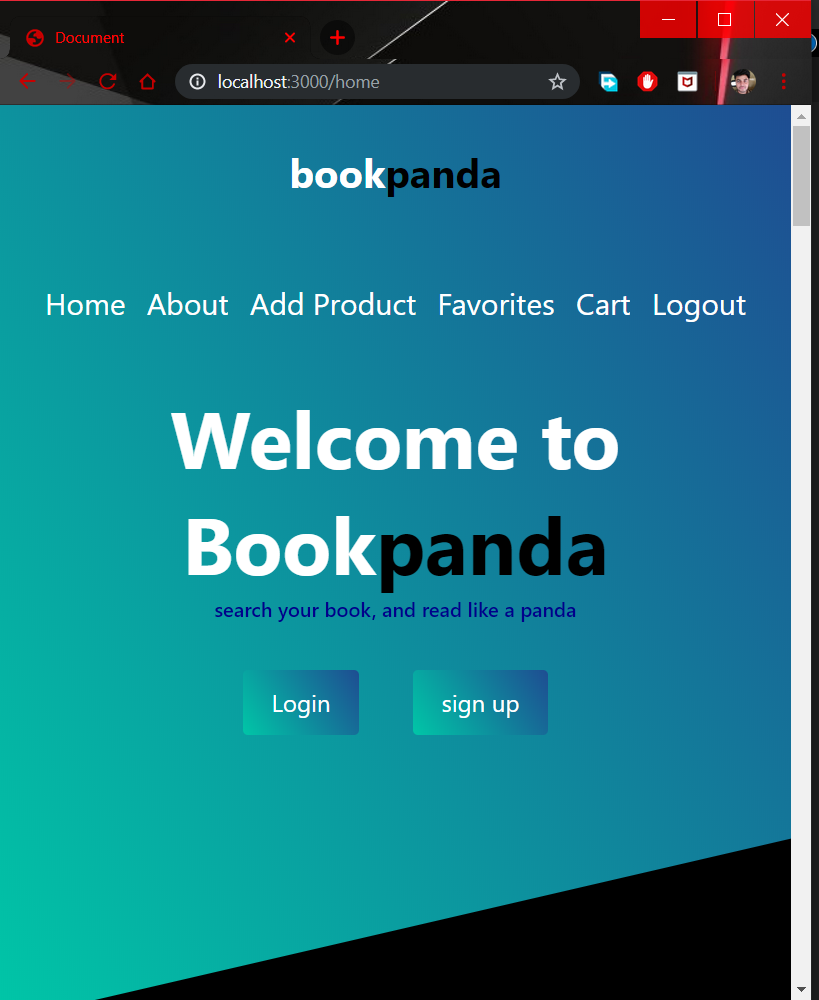 Document
localhost:3000/home
bookpanda
Home About Add Product Favorites Cart Logout
Welcome to
Bookpanda
search your book, and read like a panda
Login sign up